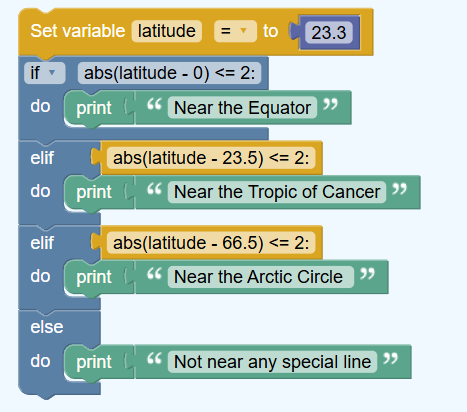 Set variable latitude = to 23.3
if abs(latitude - 0) <= 2:
do print “ Near the Equator ”
elif abs(latitude - 23.5) <= 2:
do print “ Near the Tropic of Cancer ”
elif abs(latitude - 66.5) <= 2:
do print “ Near the Arctic Circle ”
else
do print “ Not near any special line ”